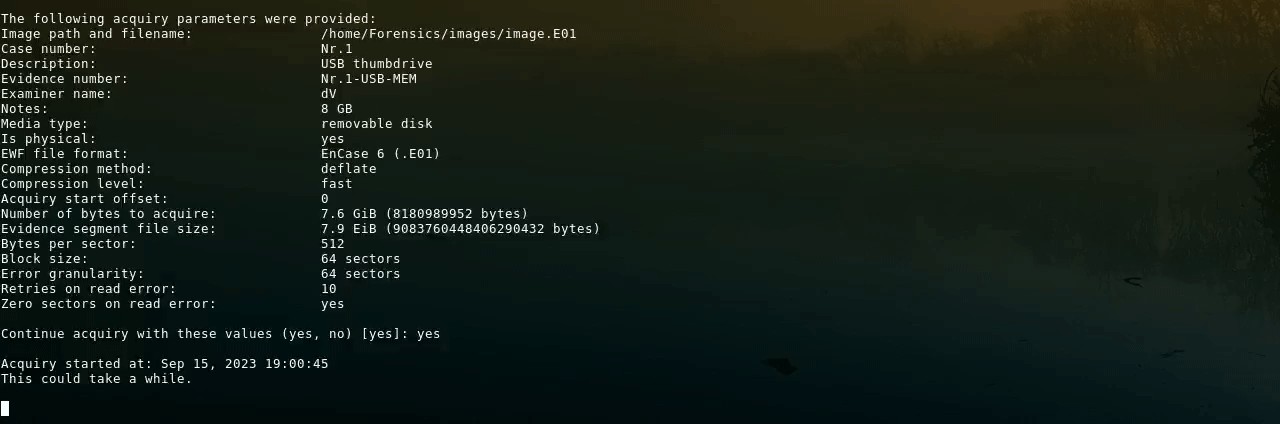 The following acquiry parameters were provided:
Image path and filename: /home/Forensics/images/image.E01
Case number: Nr.1
Description: USB thumbdrive
Evidence number: Nr.1-USB-MEM
Examiner name: dV
Notes: 8 GB
Media type: removable disk
Is physical: yes
EWF file format: EnCase 6 (.E01)
Compression method: deflate
Compression level: fast
Acquiry start offset: 0
Number of bytes to acquire: 7.6 GiB (8180989952 bytes)
Evidence segment file size: 7.9 EiB (9083760448406290432 bytes)
Bytes per sector: 512
Block size: 64 sectors
Error granularity: 64 sectors
Retries on read error: 10
Zero sectors on read error: yes
Continue acquiry with these values (yes, no) [yes]: yes
Acquiry started at: Sep 15, 2023 19:00:45
This could take a while.